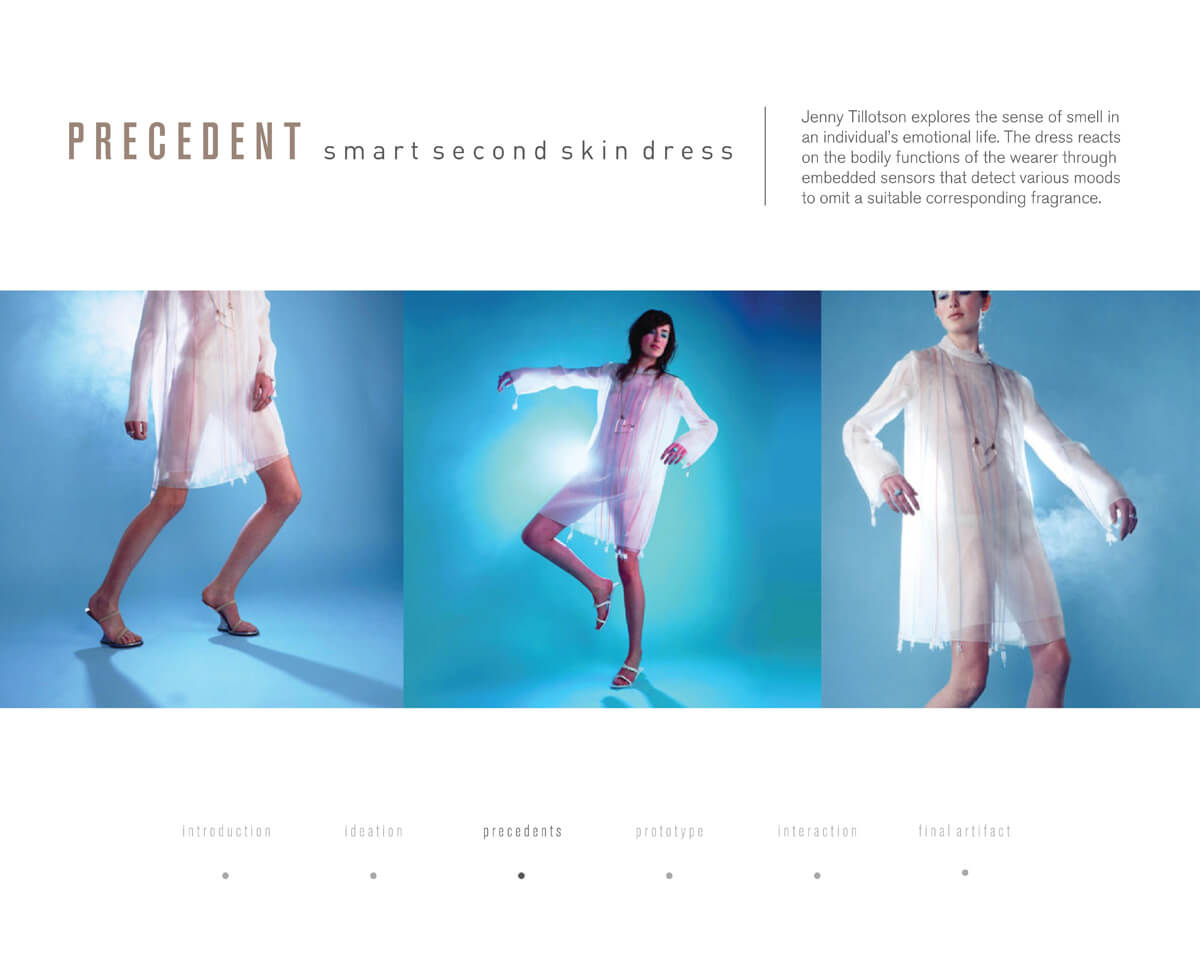 PRECEDENT smart second skin dress
Jenny Tillotson explores the sense of smell in
an individual's emotional life. The dress reacts
on the bodily functions of the wearer through
embedded sensors that detect various moods
to omit a suitable corresponding fragrance.
introduction ideation precedents prototype interaction final artifact